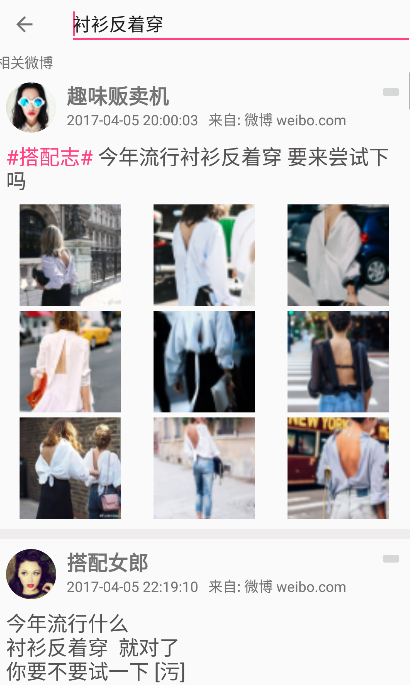 衬衫反着穿
相关微博
趣味贩卖机
2017-04-05 20:00:03 来自: 微博 weibo.com
#搭配志# 今年流行衬衫反着穿 要来尝试下
吗
NEW YORK
搭配女郎
2017-04-05 22:19:10 来自: 微博 weibo.com
今年流行什么
衬衫反着穿 就对了
你要不要试一下 [污]